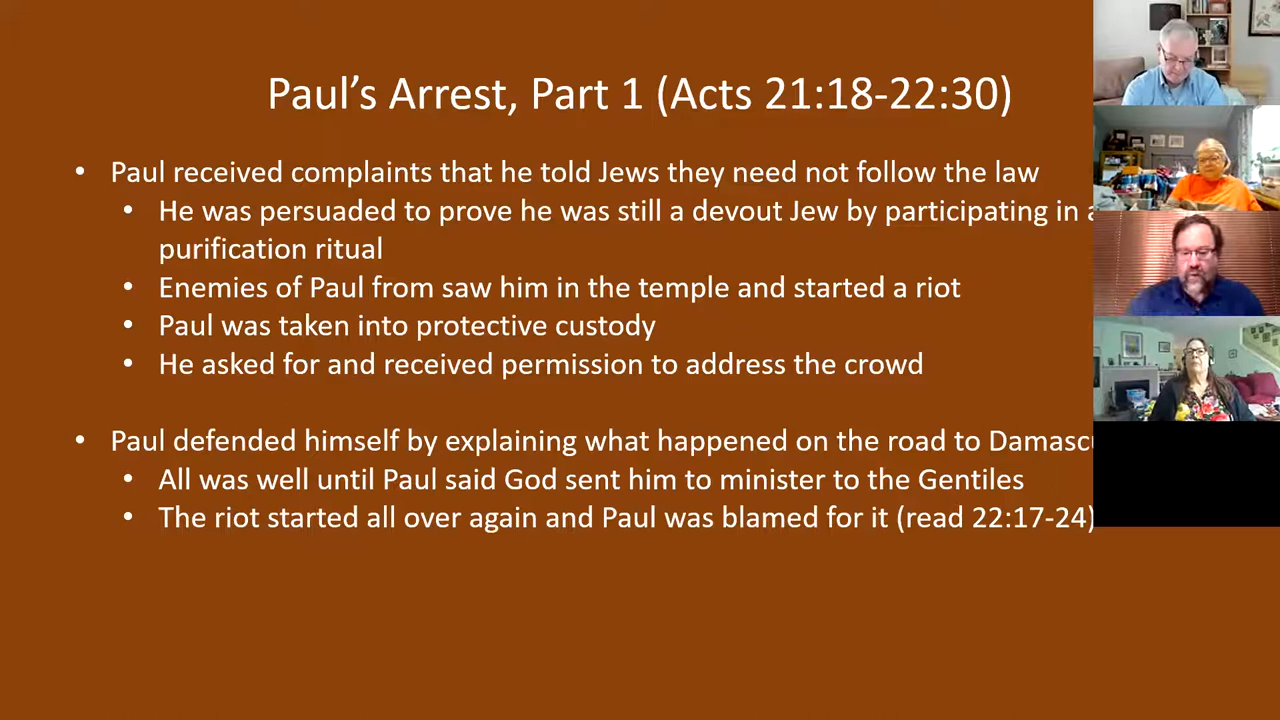 Paul's Arrest, Part 1 (Acts 21:18-22:30)
• Paul received complaints that he told Jews they need not follow the law
• He was persuaded to prove he was still a devout Jew by participating in a
purification ritual
• Enemies of Paul from saw him in the temple and started a riot
• Paul was taken into protective custody
• He asked for and received permission to address the crowd
• Paul defended himself by explaining what happened on the road to Damascu
• All was well until Paul said God sent him to minister to the Gentiles
• The riot started all over again and Paul was blamed for it (read 22:17-24)